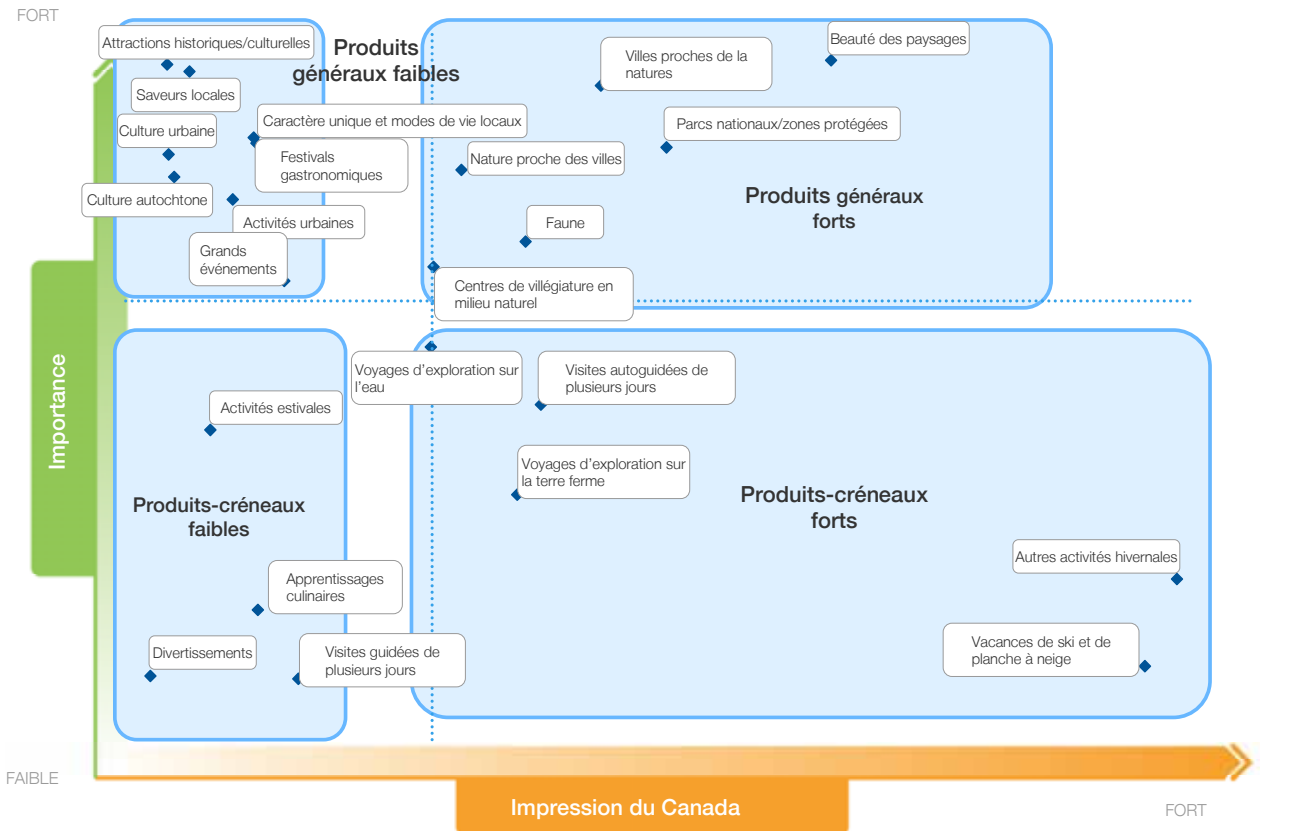 FORT
Attractions historiques/culturelles
Produits
généraux faibles
Saveurs locales
Culture urbaine
Caractère unique et modes de vie locaux
Festivals
gastronomiques
Culture autochtone
Activités urbaines
Grands
événements
Villes proches de la
natures
Beauté des paysages
Parcs nationaux/zones protégées
Nature proche des villes
Produits généraux
forts
Faune
Centres de villégiature en
milieu naturel
Importance
Voyages d'exploration sur
l'eau
Visites autoguidées de
plusieurs jours
Activités estivales
Voyages d'exploration sur
la terre ferme
Produits-créneaux
faibles
Produits-créneaux
forts
Autres activités hivernales
Apprentissages
culinaires
Divertissements
Visites guidées de
plusieurs jours
Vacances de ski et de
planche à neige
FAIBLE
Impression du Canada
FORT